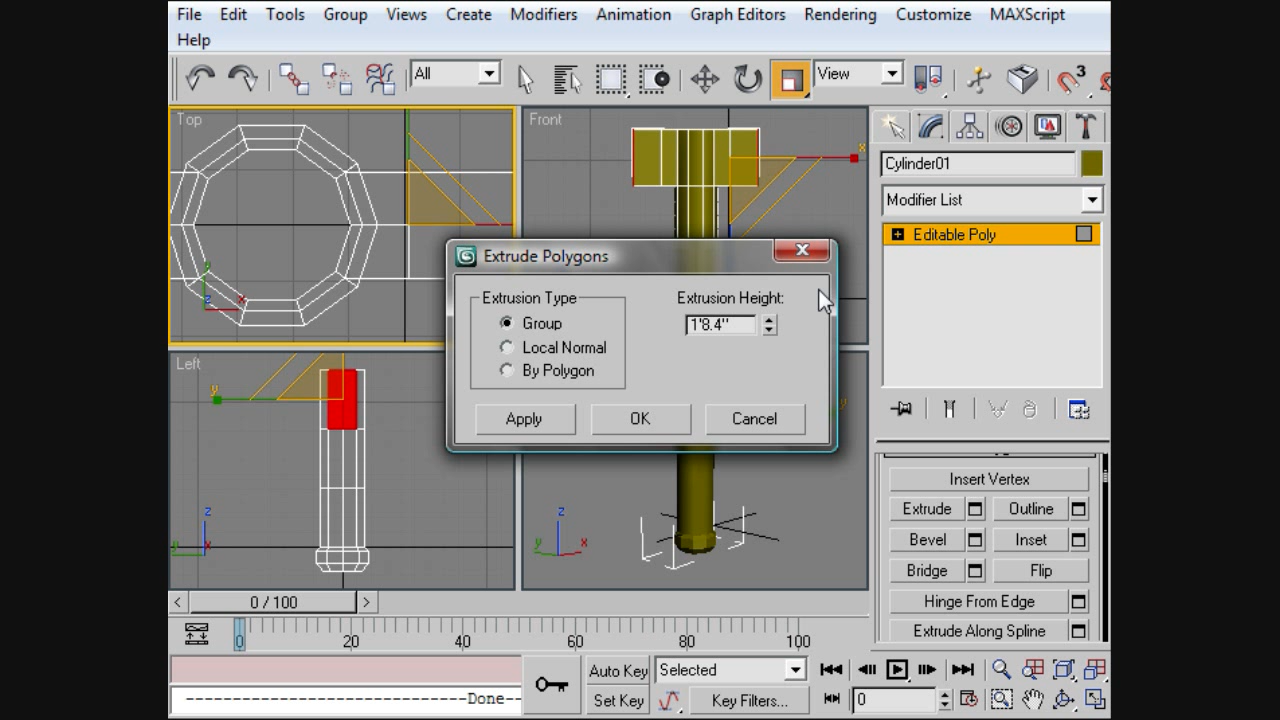 File Edit Tools Group Views Create Modifiers Animation Graph Editors Rendering Customize MAXScript
Help
All
View
3
Top
Front
x
Cylinder01
Modifier List
Editable Poly
Extrude Polygons
Extrusion Type
Group
Local Normal
By Polygon
Extrusion Height:
1'8.4"
Apply OK Cancel
y
z x
Left
y
z
y x
z
y x
y
Insert Vertex
Extrude Outline
Bevel Inset
Bridge Flip
Hinge From Edge
Extrude Along Spline
0 / 100
0 20 40 60 80 100
Auto Key Selected
Done
Set Key Key Filters... 0